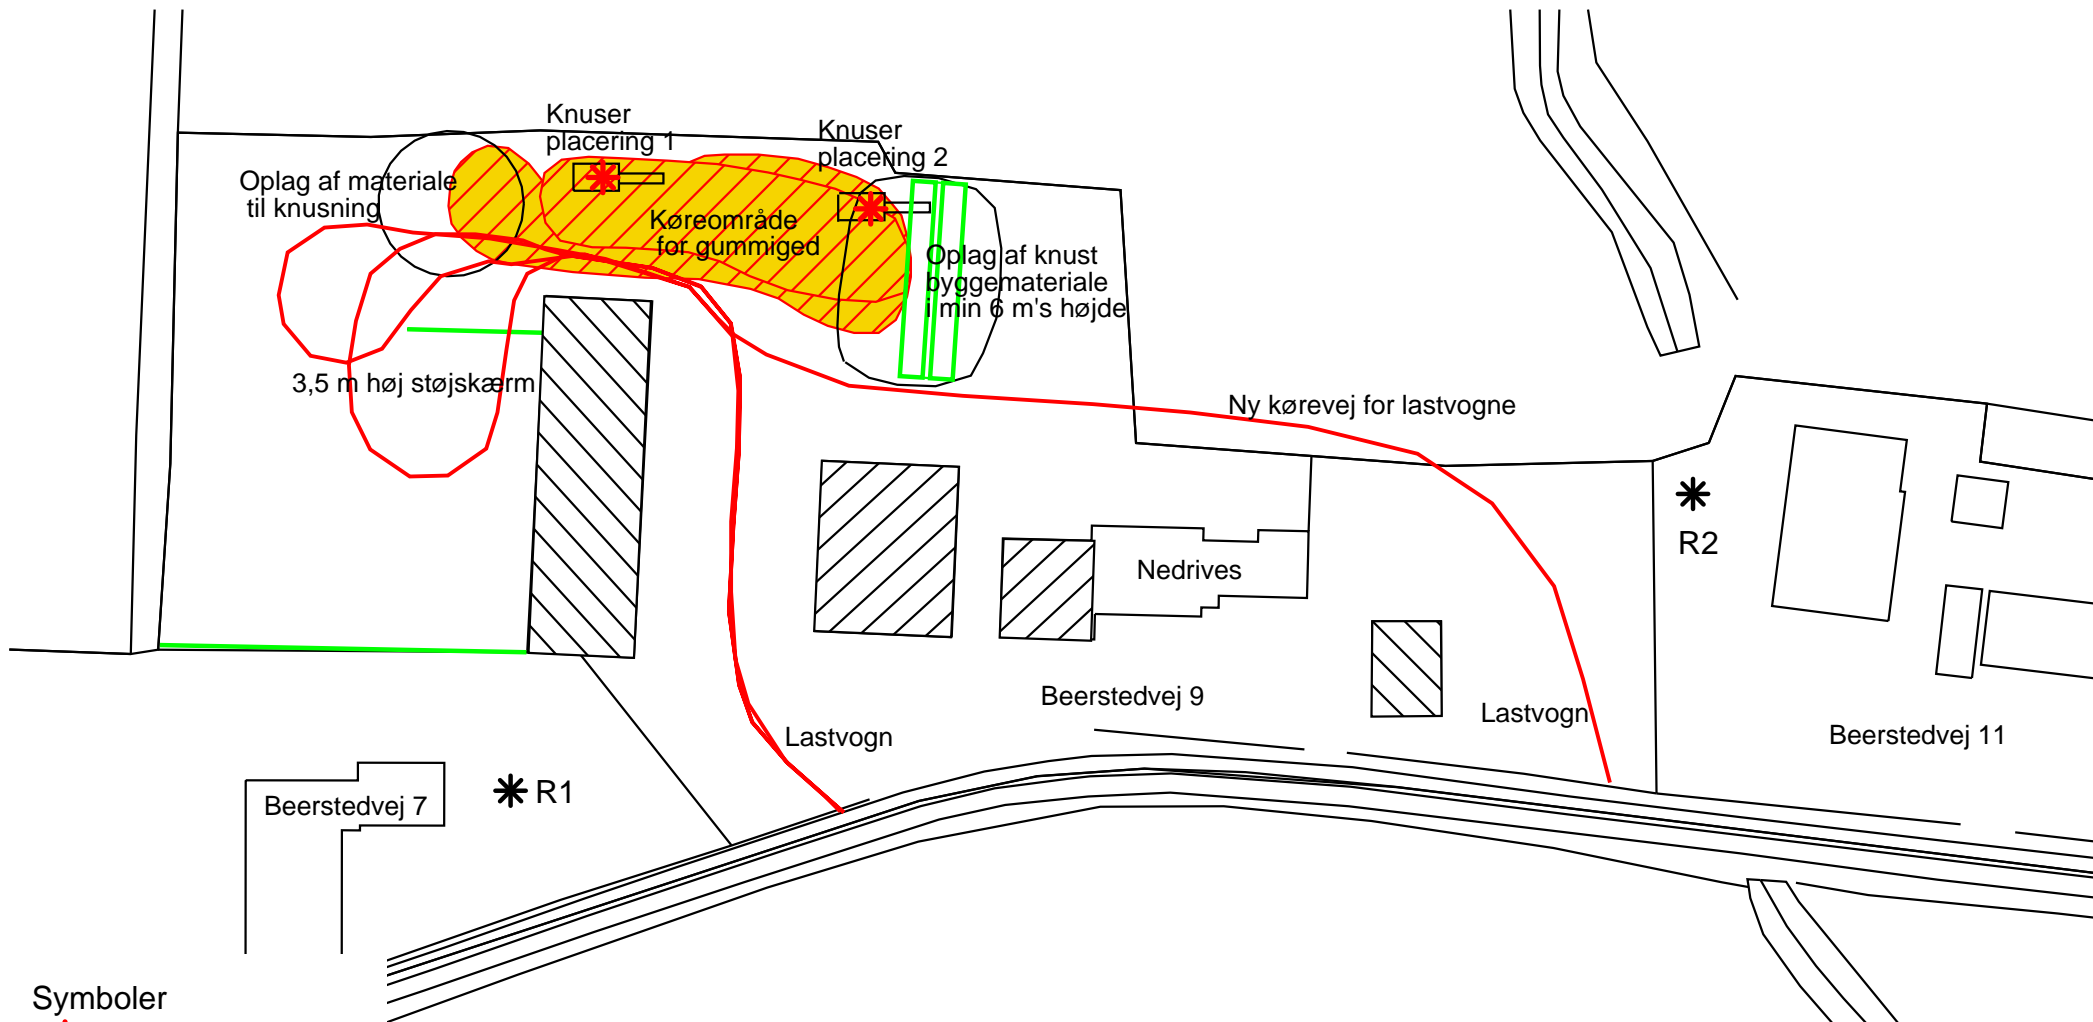 Knuser
placering 1
Knuser
placering 2
Oplag af materiale
til knusning
Køreområde
for gummiged
Oplag af knust
byggemateriale
i min 6 m's højde
3,5 m høj støjskærm
Ny kørevej for lastvogne
R2
Nedrives
Beerstedvej 9
Lastvogn
Lastvogn
Beerstedvej 11
Beerstedvej 7
R1
Symboler